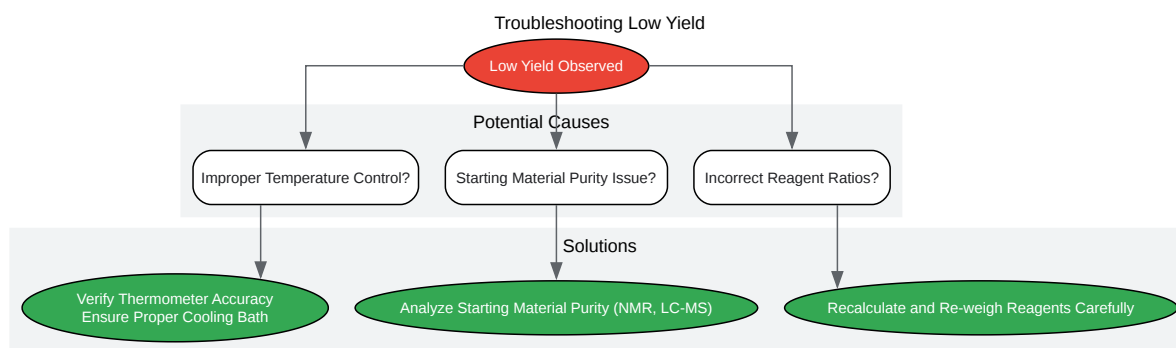 Troubleshooting Low Yield
Low Yield Observed
Potential Causes
Improper Temperature Control?
Starting Material Purity Issue?
Incorrect Reagent Ratios?
Solutions
Verify Thermometer Accuracy
Ensure Proper Cooling Bath
Analyze Starting Material Purity (NMR, LC-MS)
Recalculate and Re-weigh Reagents Carefully